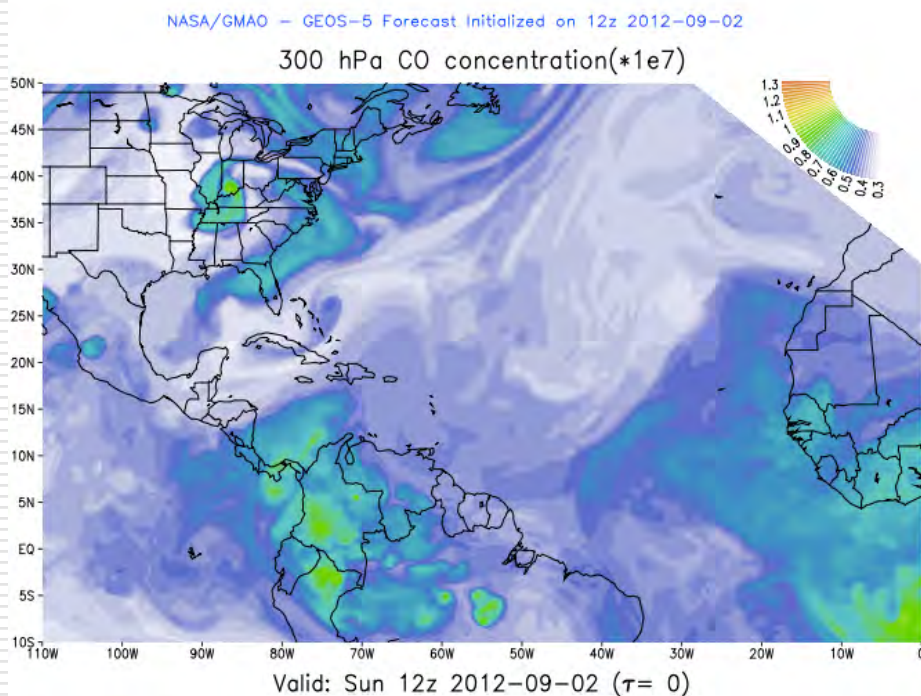 NASA/GMAO - GEOS-5 Forecast Initialized on 12z 2012-09-02
300 hPa CO concentration(*1e7)
50N
45N
40N
35N
30N
25N
20N
15N
10N
5N
EQ
5S
10S
1.3
1.2
1.1
1
0.9
0.8
0.7
0.6
0.5
0.4
0.3
110W
100W
90W
80W
70W
60W
50W
40W
30W
20W
10W
0
Valid: Sun 12z 2012-09-02 (τ= 0)